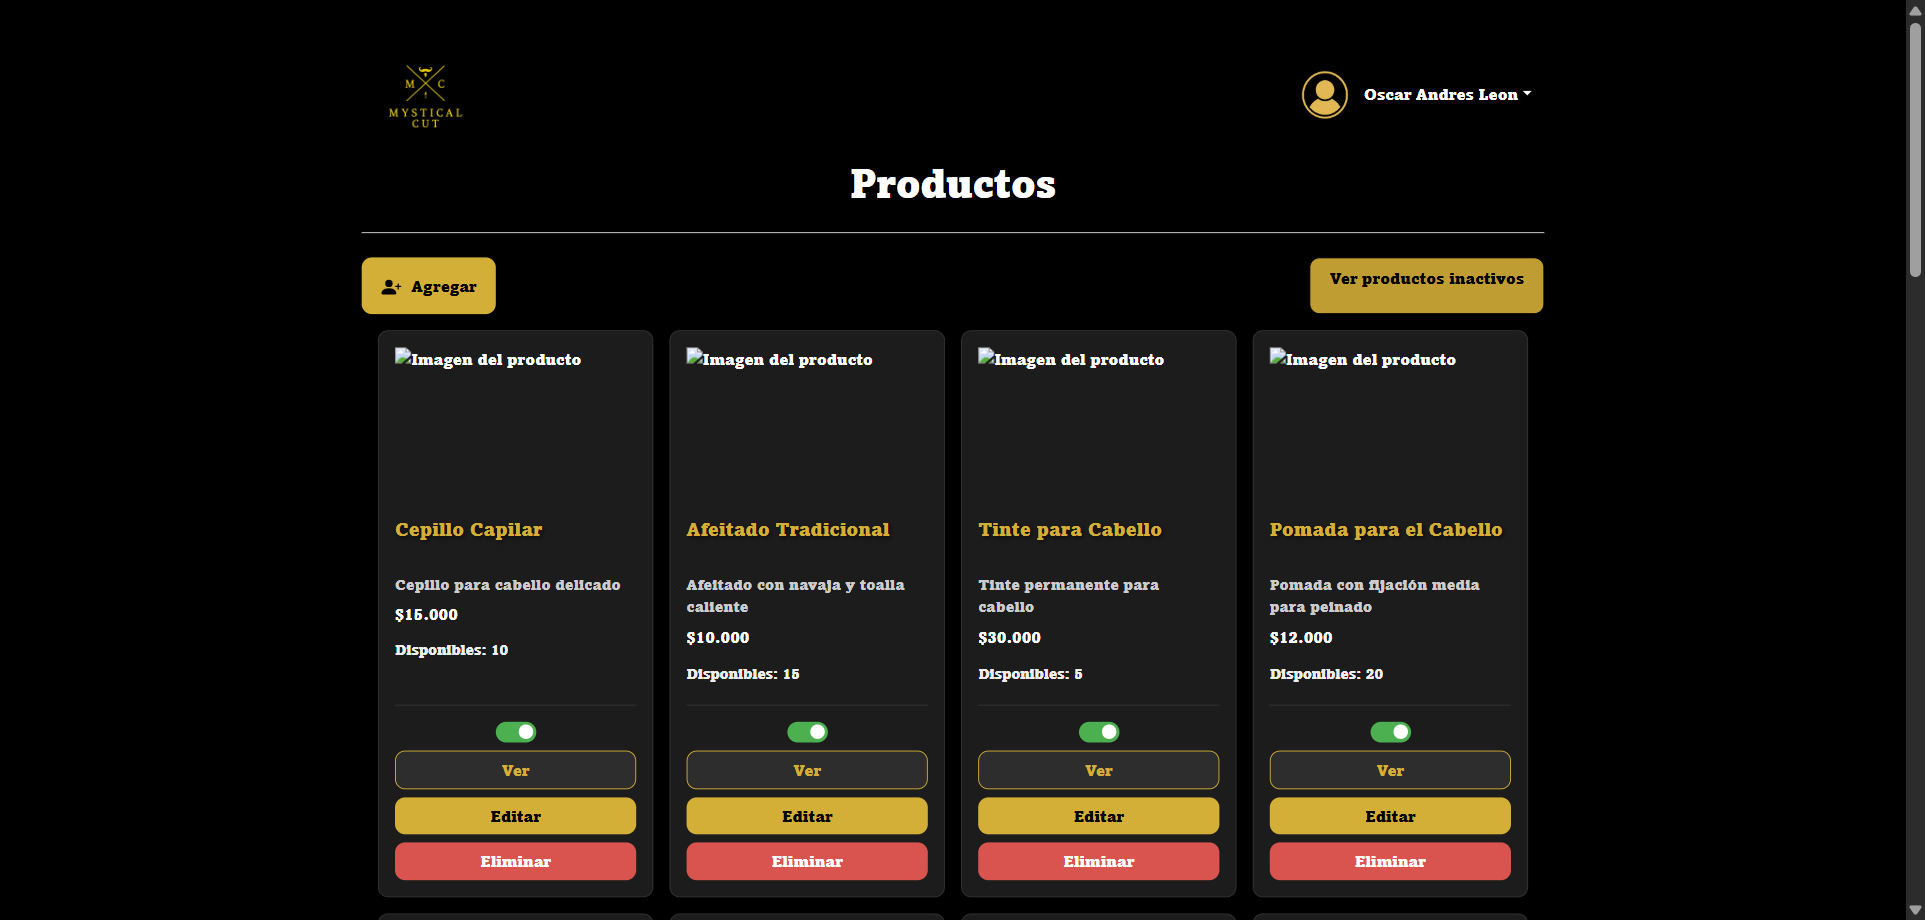 M C
MYSTICAL
CUT
Oscar Andres Leon
Productos
Agregar
Ver productos inactivos
Imagen del producto
Imagen del producto
Imagen del producto
Imagen del producto
Cepillo Capilar
Afeitado Tradicional
Tinte para Cabello
Pomada para el Cabello
Cepillo para cabello delicado
$15.000
Disponibles: 10
Afeitado con navaja y toalla
caliente
$10.000
Disponibles: 15
Tinte permanente para
cabello
$30.000
Disponibles: 5
Pomada con fijación media
para peinado
$12.000
Disponibles: 20
Ver
Ver
Ver
Ver
Editar
Editar
Editar
Editar
Eliminar
Eliminar
Eliminar
Eliminar